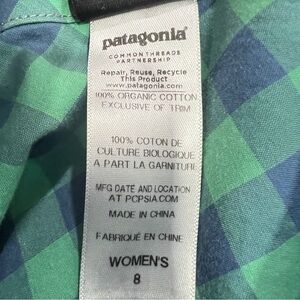 patagonia
COMMON THREADS
PARTNERSHIP
Repair, Reuse, Recycle
This Product
www.patagonia.com
100% ORGANIC COTTON
EXCLUSIVE OF TRIM
100% COTON DE
CULTURE BIOLOGIQUE
A PART LA GARNITURE
MFG DATE AND LOCATION
AT PCPSIA.COM
MADE IN CHINA
FABRIQUÉ EN CHINE
WOMEN'S
8